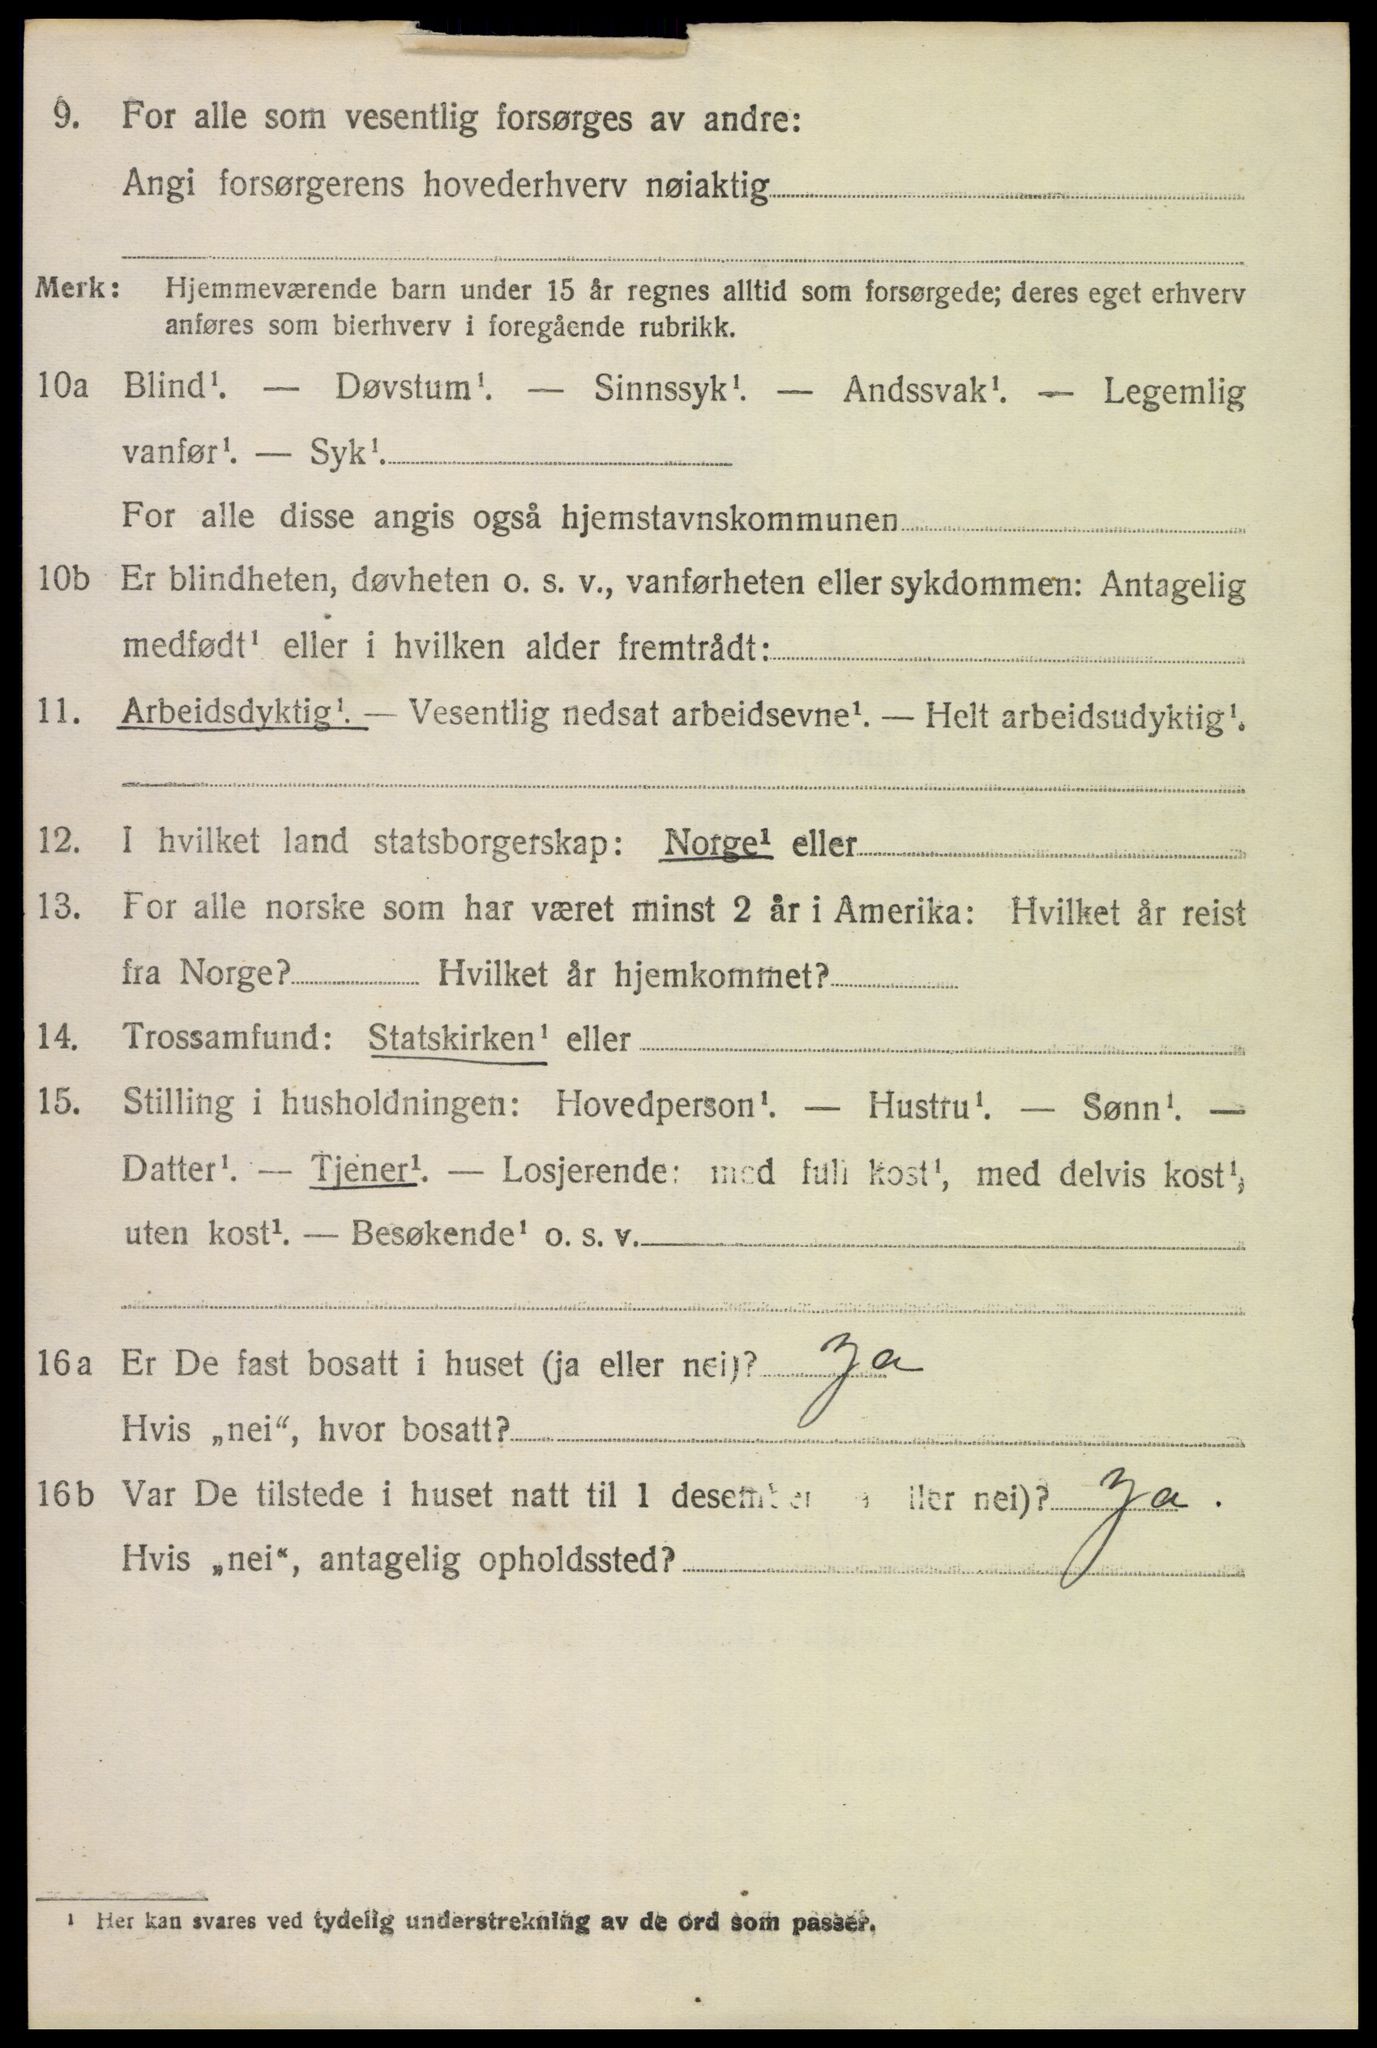 9. For alle som vesentlig forsørges av andre:
Angi forsørgerens hovederhverv nøiaktig
Merk: Hjemmeværende barn under 15 år regnes alltid som forsørgede; deres eget erhverv
anføres som bierhverv i foregående rubrikk.
10a Blind¹. — Døvstum¹. — Sinnssyk¹. — Andssvak¹. — Legemlig
vanfør¹. — Syk¹.
For alle disse angis også hjemstavnskommunen
10b Er blindheten, døvheten o. s. v., vanførheten eller sykdommen: Antagelig
medfødt¹ eller i hvilken alder fremtrådt:
11. Arbeidsdyktig¹. — Vesentlig nedsat arbeidsevne¹. — Helt arbeidsudyktig¹.
12. I hvilket land statsborgerskap: Norge¹ eller
13. For alle norske som har været minst 2 år i Amerika: Hvilket år reist
fra Norge? Hvilket år hjemkommet?
14. Trossamfund: Statskirken¹ eller
15. Stilling i husholdningen: Hovedperson¹. — Hustru¹. — Sønn¹. —
Datter¹. — Tjener¹. — Losjerende: med full kost¹, med delvis kost¹,
uten kost¹. — Besøkende¹ o. s. v.
16a Er De fast bosatt i huset (ja eller nei)? Ja
Hvis „nei“, hvor bosatt?
16b Var De tilstede i huset natt til 1 desember ller nei)? Ja.
Hvis „nei“, antagelig opholdssted?
¹ Her kan svares ved tydelig understrekning av de ord som passer.